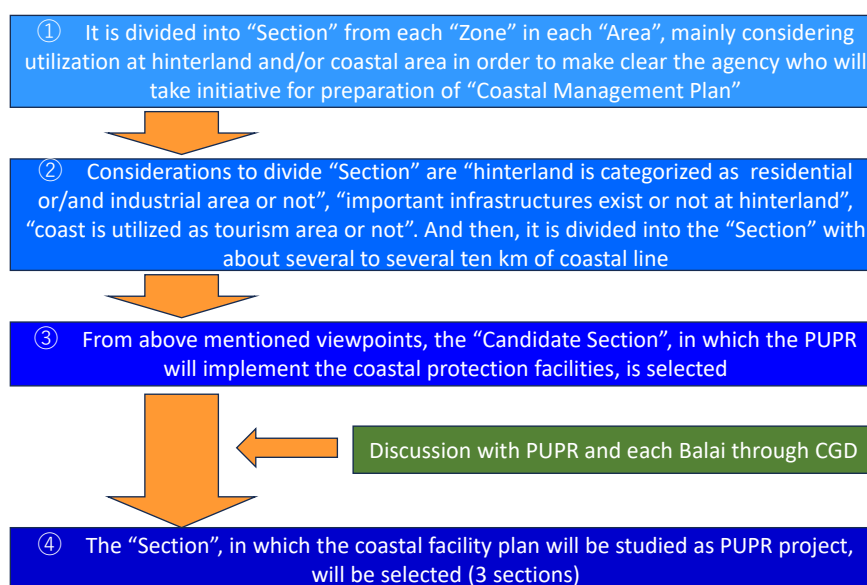 ① It is divided into “Section” from each “Zone” in each “Area”, mainly considering
utilization at hinterland and/or coastal area in order to make clear the agency who will
take initiative for preparation of “Coastal Management Plan”
② Considerations to divide “Section” are “hinterland is categorized as residential
or/and industrial area or not”, “important infrastructures exist or not at hinterland”,
“coast is utilized as tourism area or not”. And then, it is divided into the “Section” with
about several to several ten km of coastal line
③ From above mentioned viewpoints, the “Candidate Section”, in which the PUPR
will implement the coastal protection facilities, is selected
Discussion with PUPR and each Balai through CGD
④ The “Section”, in which the coastal facility plan will be studied as PUPR project,
will be selected (3 sections)